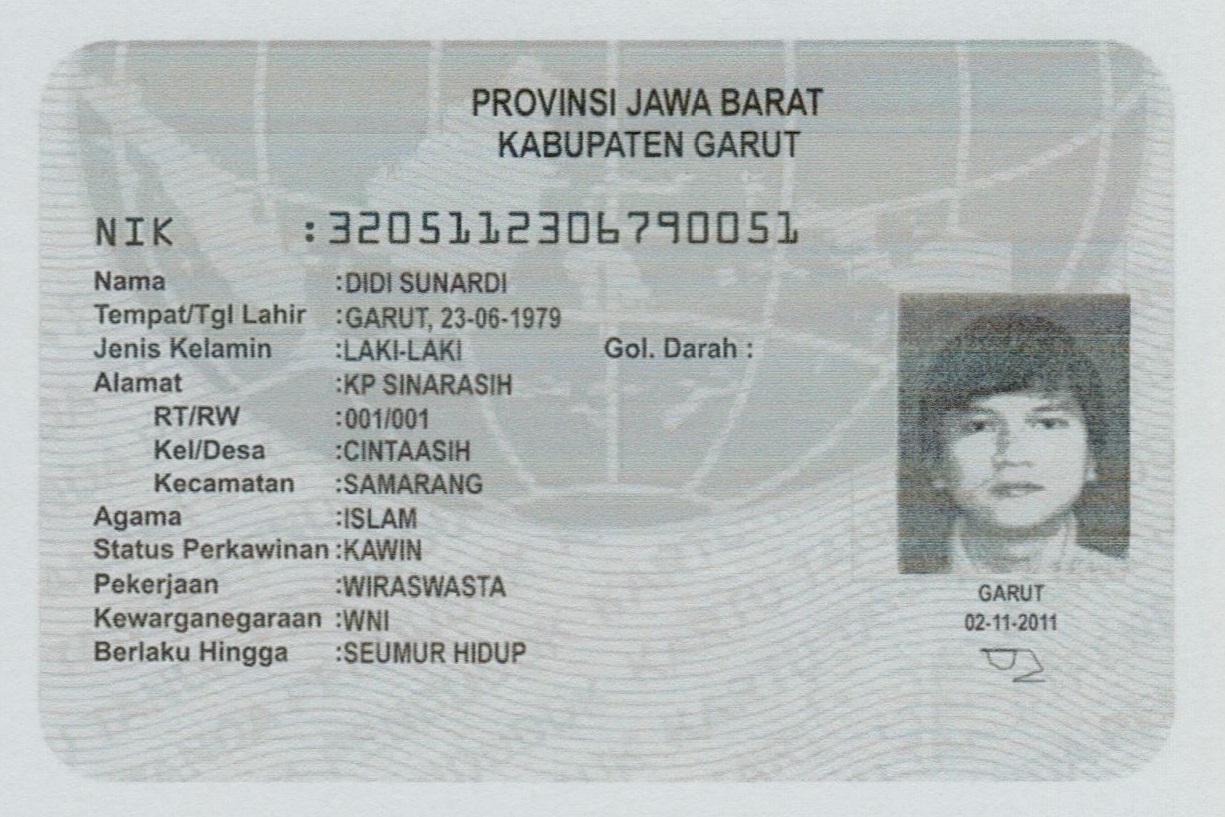 PROVINSI JAWA BARAT
KABUPATEN GARUT
NIK :3205112306790051
Nama :DIDI SUNARDI
Tempat/Tgl Lahir :GARUT, 23-06-1979
Jenis Kelamin :LAKI-LAKI Gol. Darah :
Alamat :KP SINARASIH
RT/RW :001/001
Kel/Desa :CINTAASIH
Kecamatan :SAMARANG
Agama :ISLAM
Status Perkawinan :KAWIN
Pekerjaan :WIRASWASTA
Kewarganegaraan :WNI
Berlaku Hingga :SEUMUR HIDUP
GARUT
02-11-2011